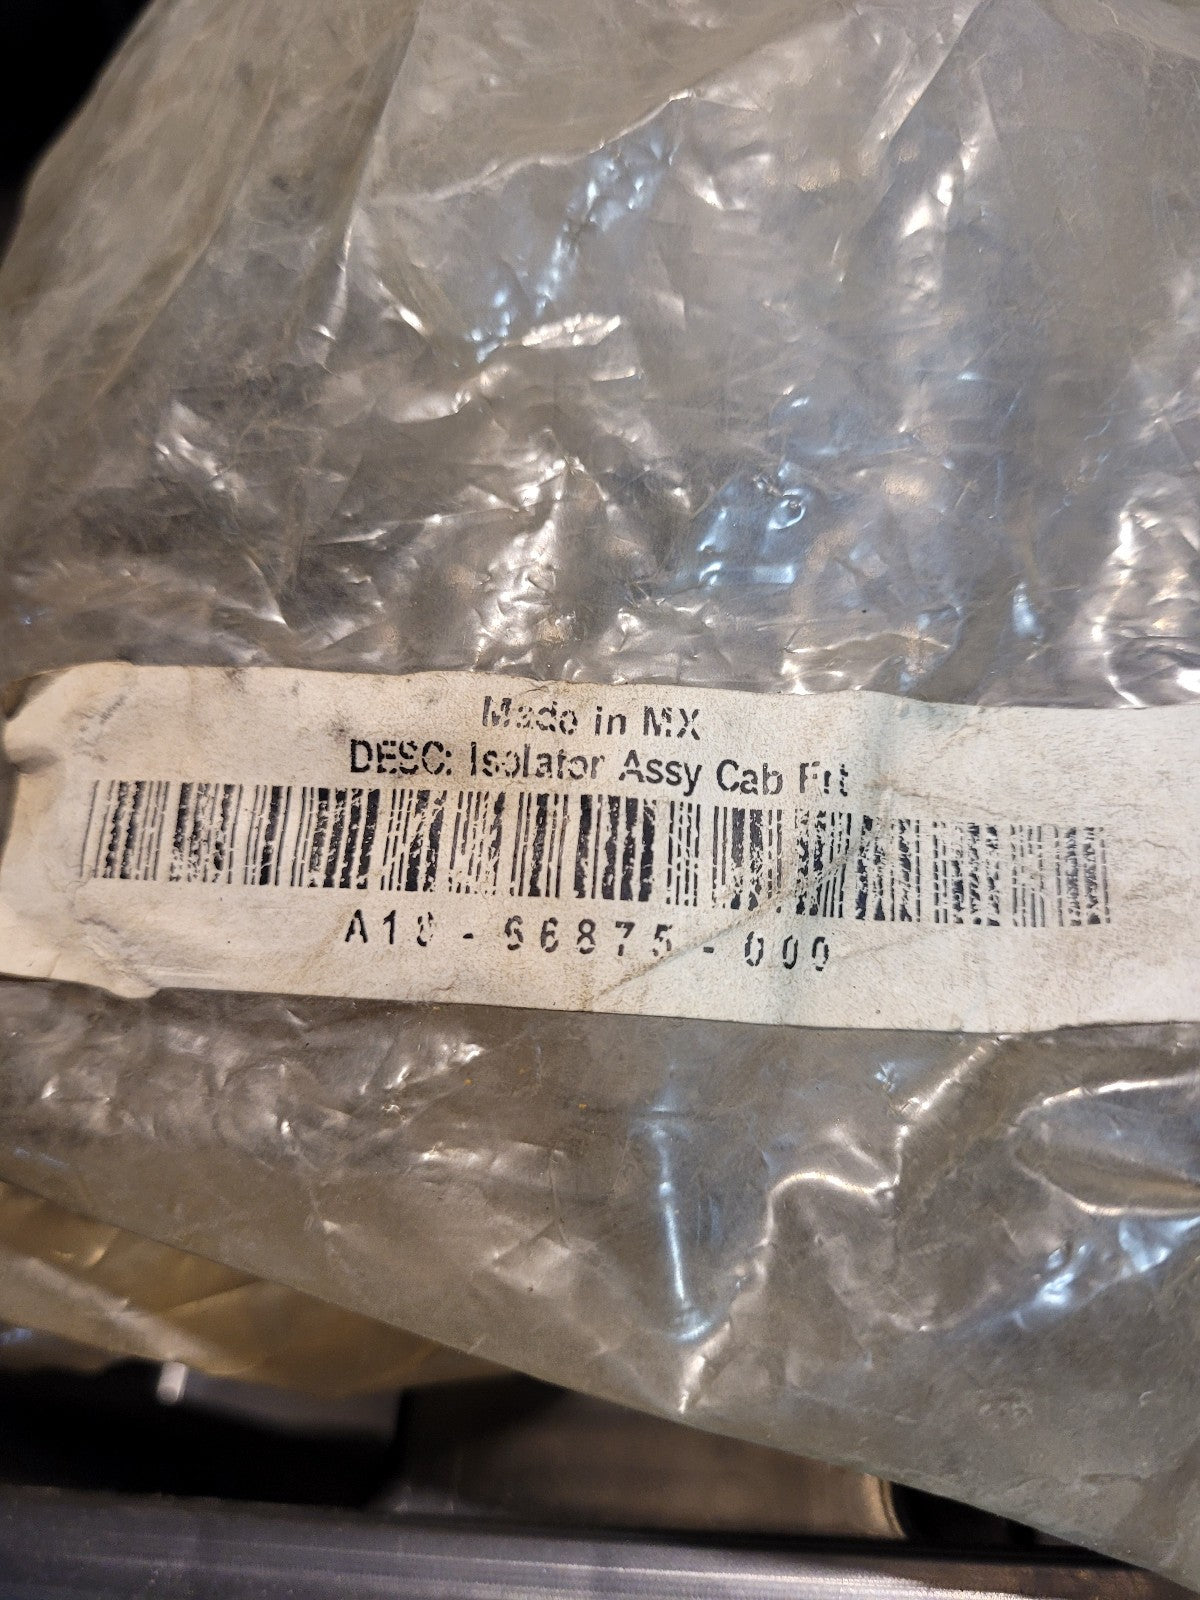 Made in MX
DESC: Isolator Assy Cab Frt
A18-66875-000